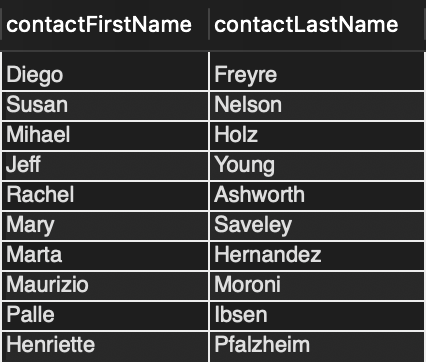 contactFirstName contactLastName
Diego Freyre
Susan Nelson
Mihael Holz
Jeff Young
Rachel Ashworth
Mary Saveley
Marta Hernandez
Maurizio Moroni
Palle Ibsen
Henriette Pfalzheim